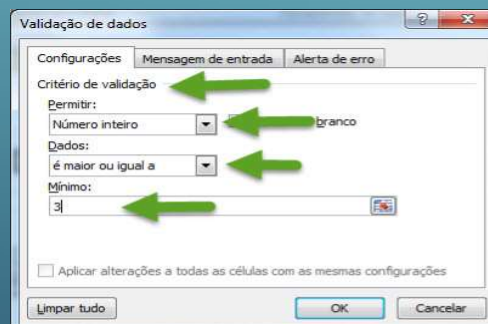 Validação de dados
Configurações Mensagem de entrada Alerta de erro
Critério de validação
Permitir:
Número inteiro branco
Dados:
é maior ou igual a
Mínimo:
3
Aplicar alterações a todas as células com as mesmas configurações
Limpar tudo OK Cancelar